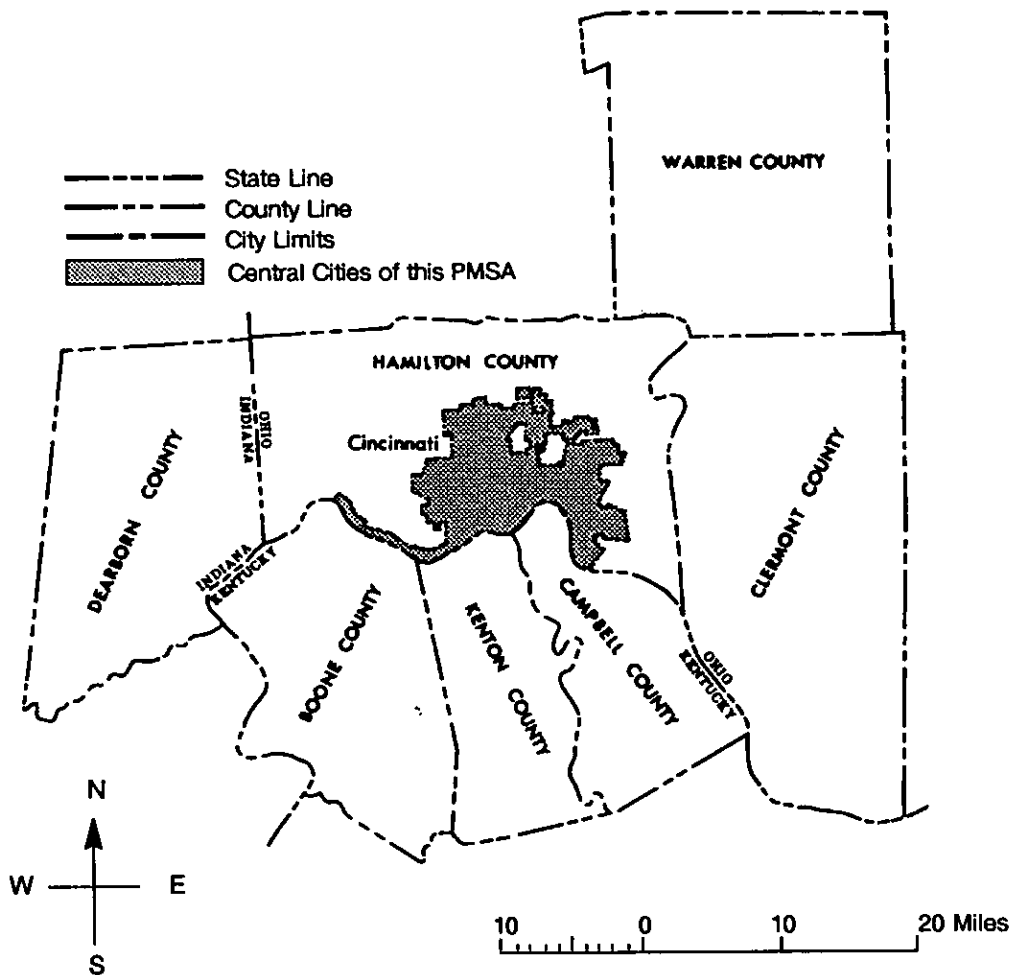 WARREN COUNTY
State Line
County Line
City Limits
Central Cities of this PMSA
HAMILTON COUNTY
OHIO
INDIANA
Cincinnati
DEARBORN COUNTY
CLERMONT COUNTY
INDIANA
KENTUCKY
BOONE COUNTY
KENTON COUNTY
CAMPBELL COUNTY
OHIO
KENTUCKY
N
W E
S
10 0 10 20 Miles